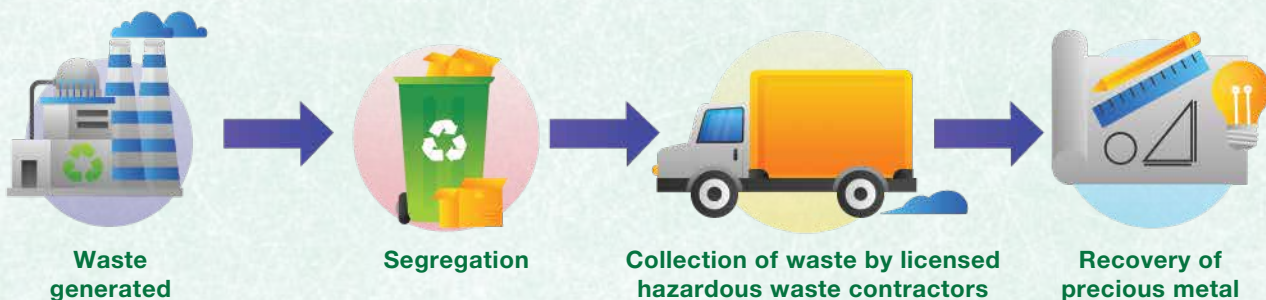 Waste
generated
Segregation
Collection of waste by licensed
hazardous waste contractors
Recovery of
precious metal